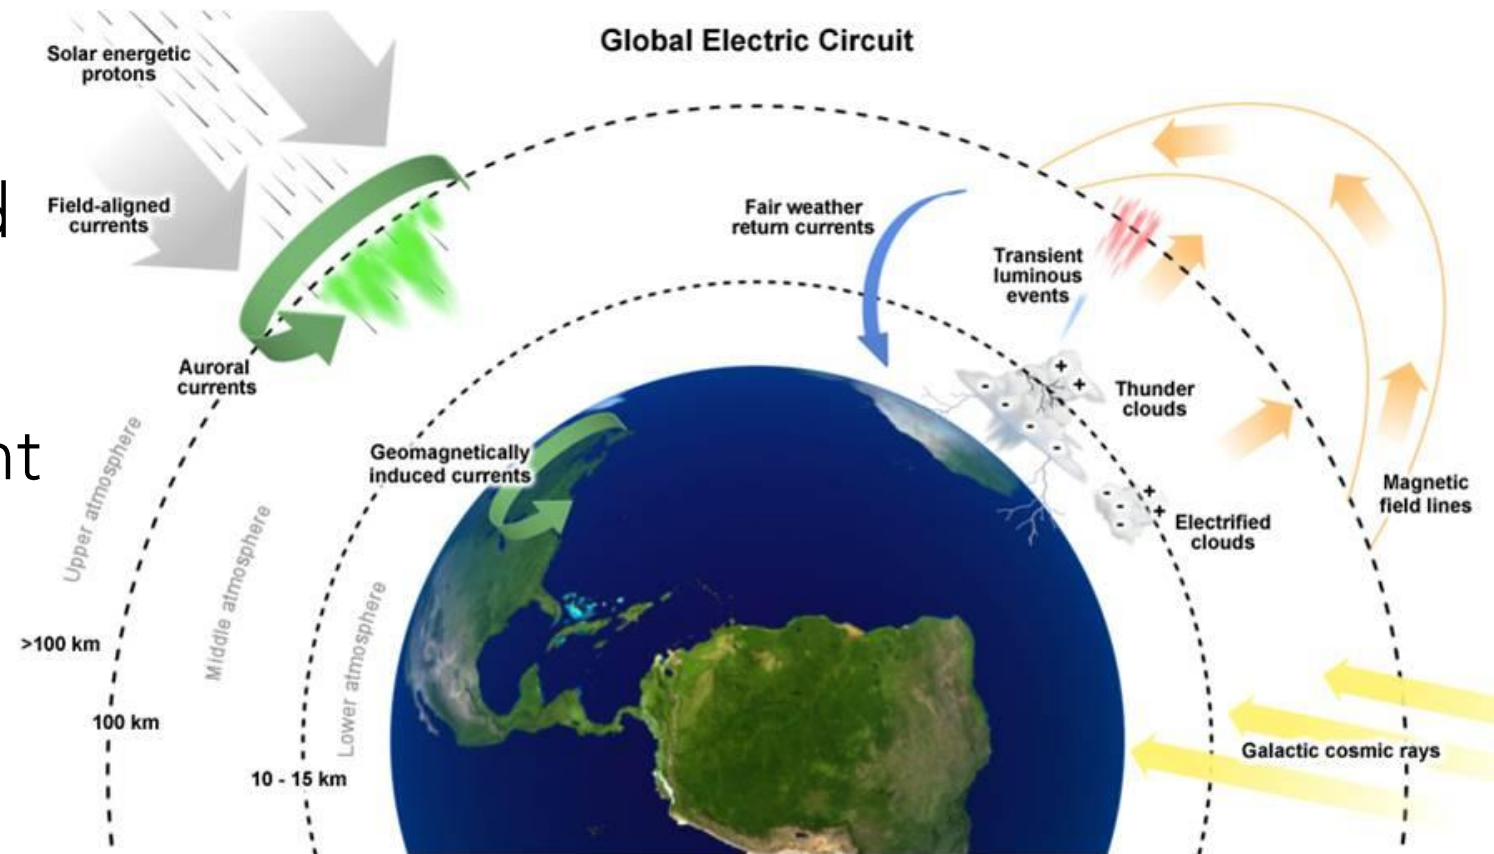 Global Electric Circuit
Solar energetic
protons
Field-aligned
currents
Auroral
currents
Fair weather
return currents
Transient
luminous
events
Thunder
clouds
Electrified
clouds
Magnetic
field lines
Geomagnetically
induced currents
Upper atmosphere
Middle atmosphere
Lower atmosphere
>100 km
100 km
10 - 15 km
Galactic cosmic rays